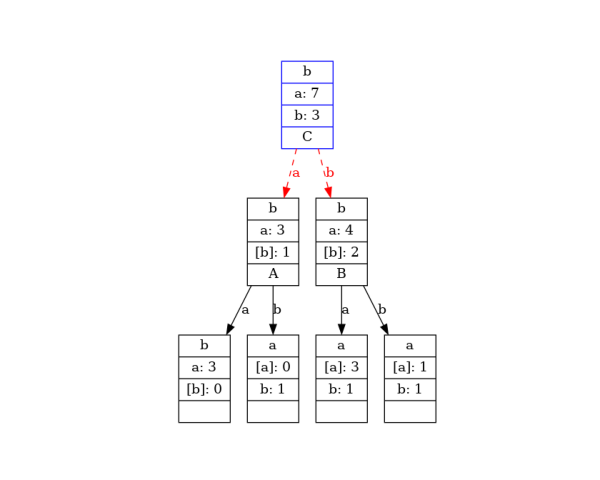 b
a: 7
b: 3
C
a b
b b
a: 3 a: 4
[b]: 1 [b]: 2
A B
a b a b
b a a a
a: 3 [a]: 0 [a]: 3 [a]: 1
[b]: 0 b: 1 b: 1 b: 1